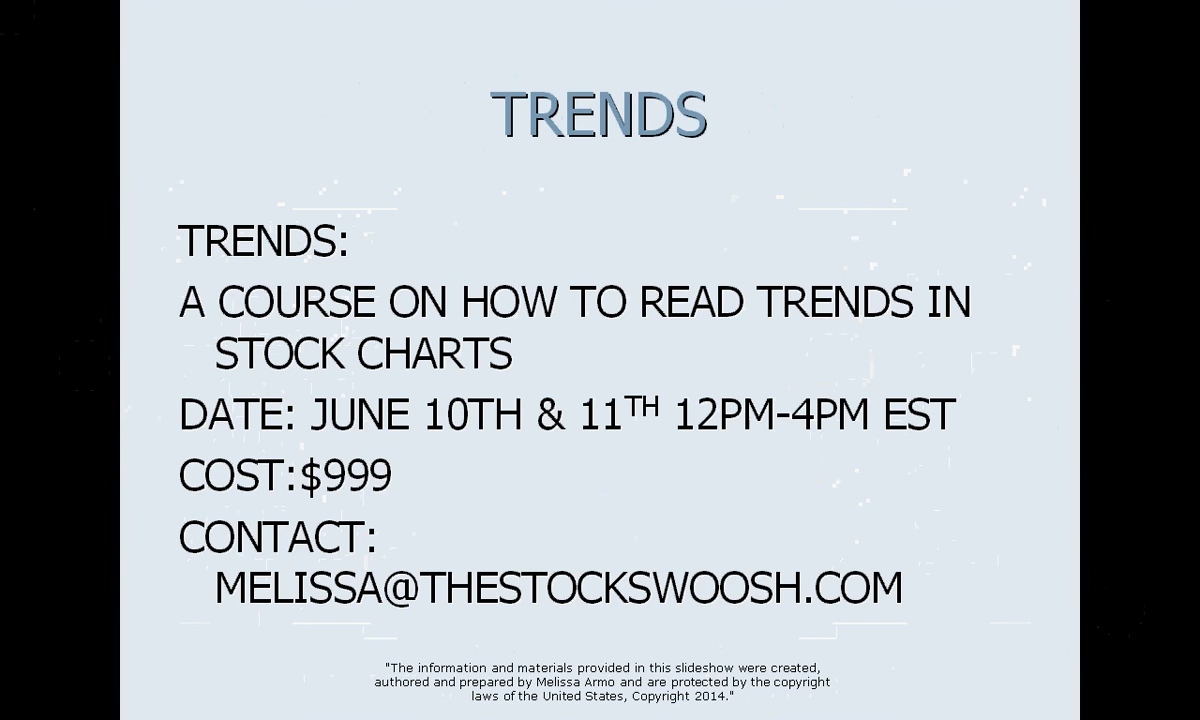 TRENDS
TRENDS:
A COURSE ON HOW TO READ TRENDS IN
STOCK CHARTS
DATE: JUNE 10TH & 11TH 12PM-4PM EST
COST:$999
CONTACT:
MELISSA@THESTOCKSWOOSH.COM
"The information and materials provided in this slideshow were created,
authored and prepared by Melissa Armo and are protected by the copyright
laws of the United States, Copyright 2014."